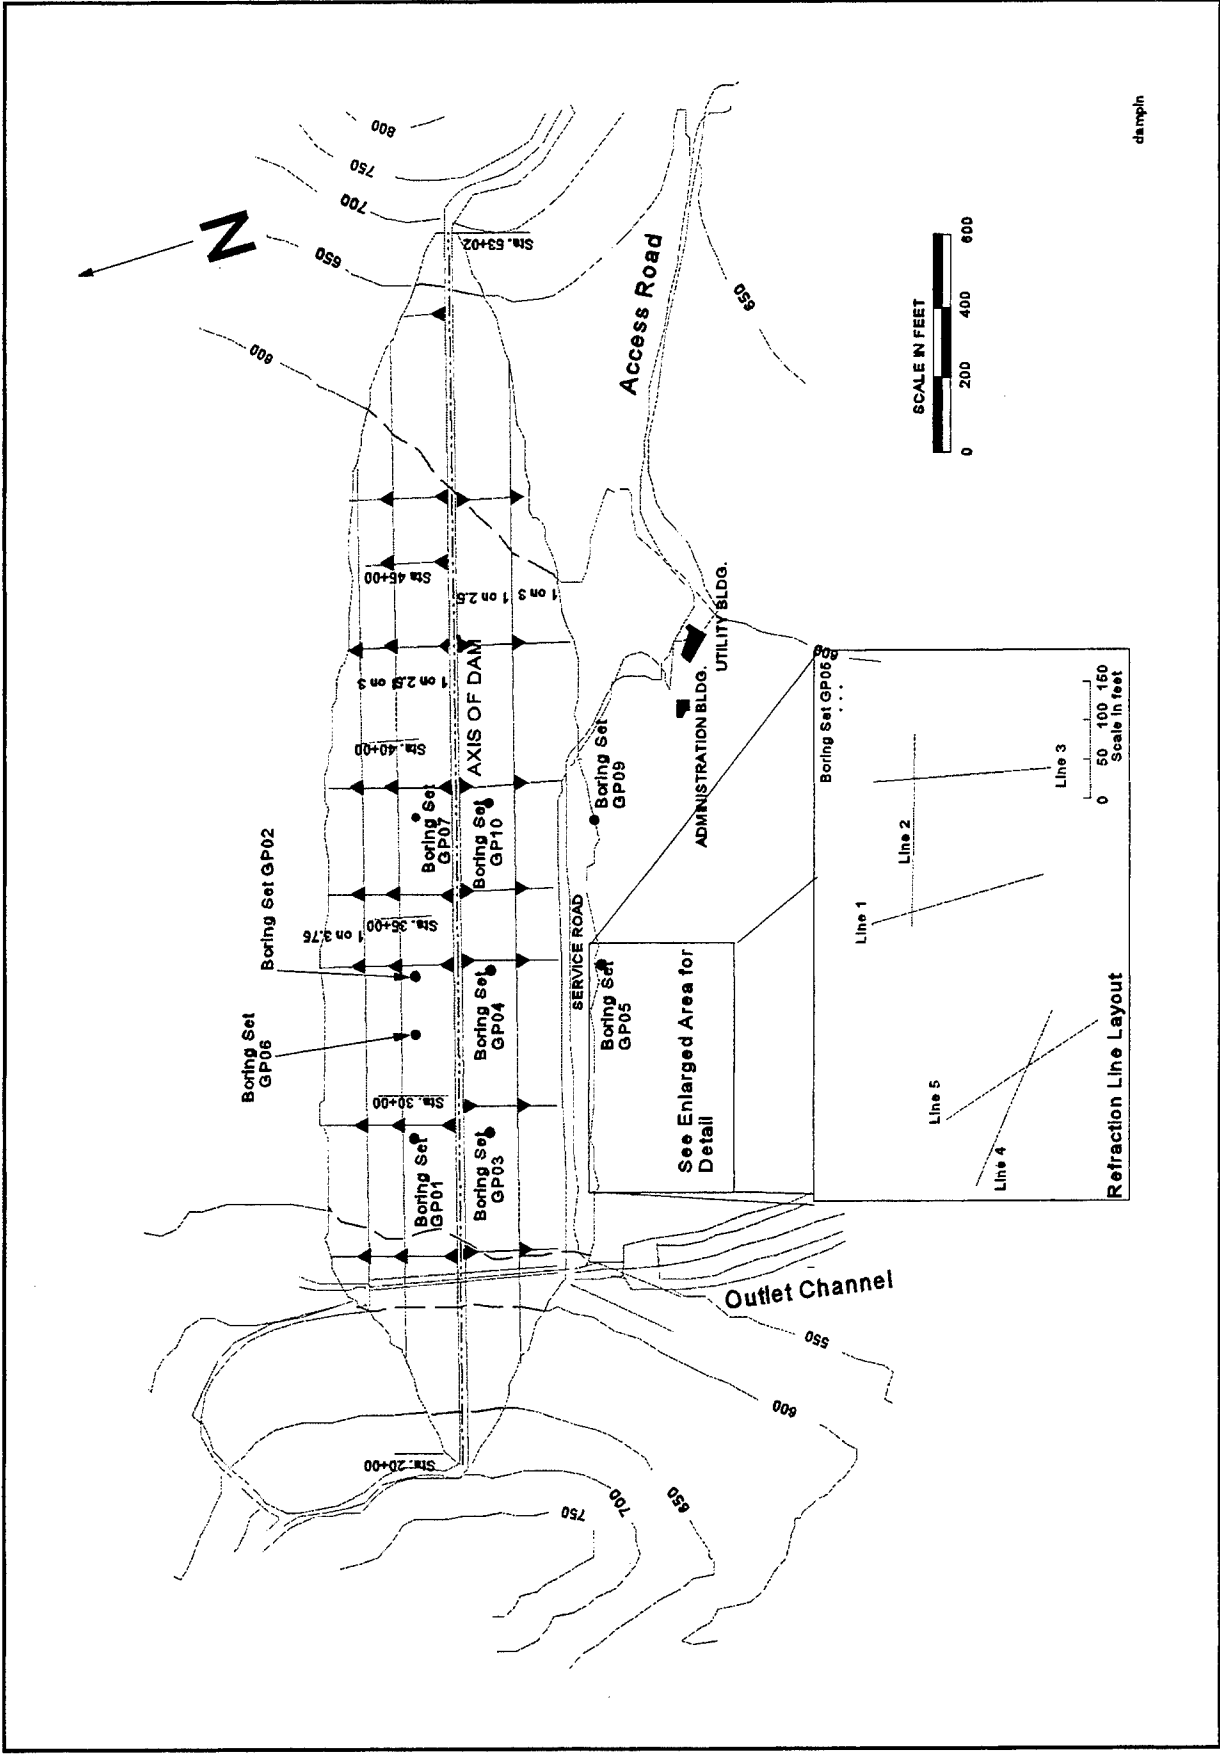 800
750
700
650
600
N
Sta. 53+02
Access Road
650
SCALE IN FEET
0 200 400 600
dampln
Sta 45+00
1 on 2.5
1 on 3
1 on 3
1 on 2.5
AXIS OF DAM
Sta. 40+00
UTILITY BLDG.
ADMINISTRATION BLDG.
600
Boring Set
GP07
Boring Set
GP10
Boring Set
GP09
Boring Set GP02
Sta. 35+00
1 on 3.75
SERVICE ROAD
Boring Set
GP06
Boring Set
GP04
Boring Set
GP05
Sta. 30+00
Boring Set
GP01
Boring Set
GP03
See Enlarged Area for
Detail
Boring Set GP05
Line 1
Line 2
Line 3
Line 4
Line 5
0 50 100 150
Scale in feet
Refraction Line Layout
Outlet Channel
550
600
Sta. 20+00
650
700
750